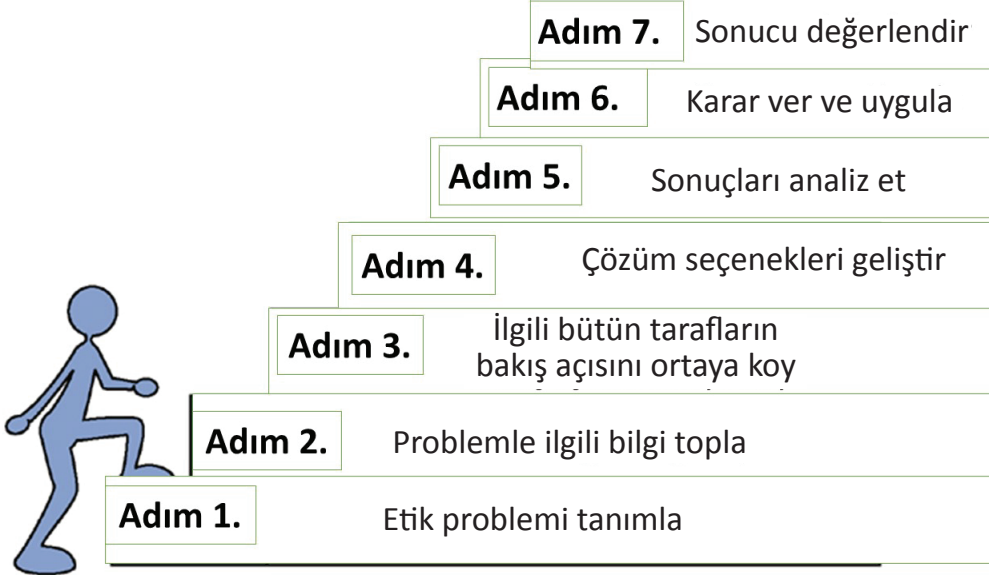 Adım 7. Sonucu değerlendir
Adım 6. Karar ver ve uygula
Adım 5. Sonuçları analiz et
Adım 4. Çözüm seçenekleri geliştir
Adım 3. İlgili bütün tarafların
bakış açısını ortaya koy
Adım 2. Problemle ilgili bilgi topla
Adım 1. Etik problemi tanımla